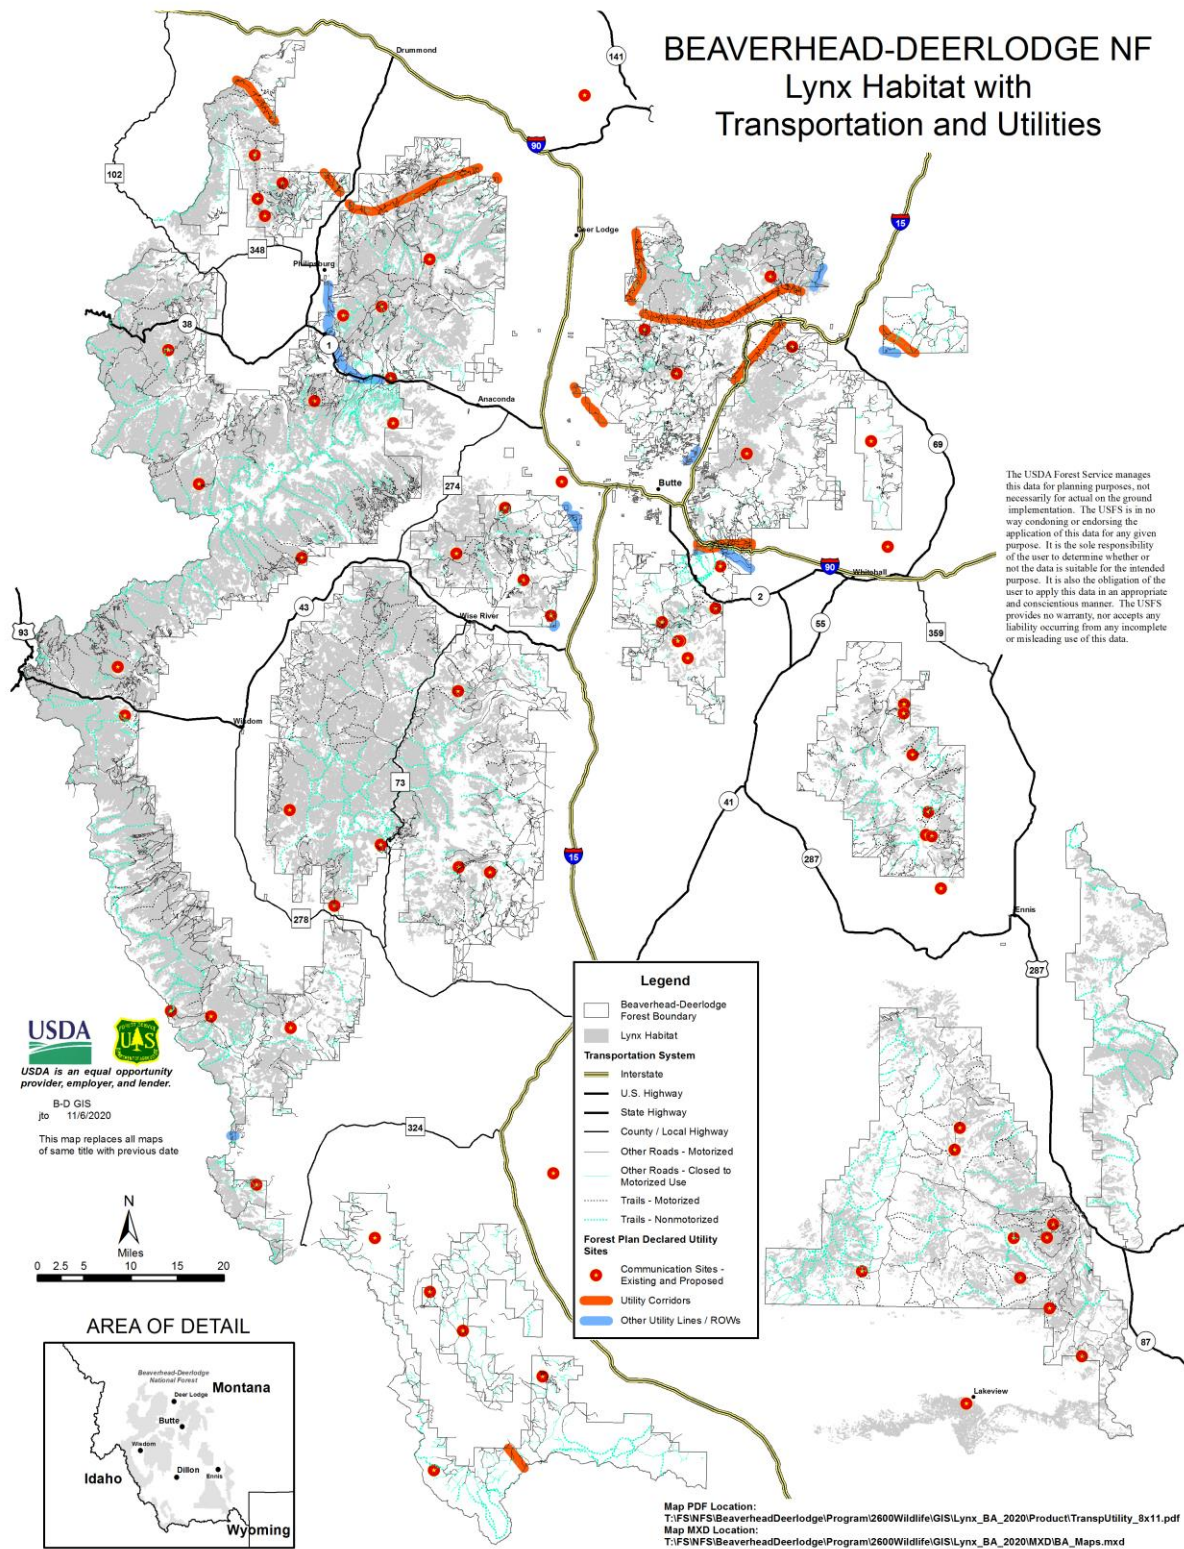 BEAVERHEAD-DEERLODGE NF
Lynx Habitat with
Transportation and Utilities
Drummond
141
90
102
15
Deer Lodge
348
Philipsburg
38
1
Anaconda
69
274
Butte
The USDA Forest Service manages
this data for planning purposes, not
necessarily for actual on the ground
implementation. The USFS is in no
way condoning or endorsing the
application of this data for any given
purpose. It is the sole responsibility
of the user to determine whether or
not the data is suitable for the intended
purpose. It is also the obligation of the
user to apply this data in an appropriate
and conscientious manner. The USFS
provides no warranty, nor accepts any
liability occurring from any incomplete
or misleading use of this data.
90
Whitehall
2
43
Wise River
55
359
93
Wisdom
73
41
15
287
278
Ennis
287
Legend
Beaverhead-Deerlodge
Forest Boundary
Lynx Habitat
Transportation System
Interstate
U.S. Highway
State Highway
County / Local Highway
Other Roads - Motorized
Other Roads - Closed to
Motorized Use
Trails - Motorized
Trails - Nonmotorized
Forest Plan Declared Utility
Sites
Communication Sites -
Existing and Proposed
Utility Corridors
Other Utility Lines / ROWs
USDA
UAS
USDA is an equal opportunity
provider, employer, and lender.
B-D GIS
jto 11/6/2020
This map replaces all maps
of same title with previous date
324
N
Miles
0 2.5 5 10 15 20
87
Lakeview
AREA OF DETAIL
Beaverhead-Deerlodge
National Forest
Montana
Deer Lodge
Butte
Wisdom
Idaho
Dillon
Ennis
Wyoming
Map PDF Location:
T:\FS\NFS\BeaverheadDeerlodge\Program\2600Wildlife\GIS\Lynx_BA_2020\Product\TranspUtility_8x11.pdf
Map MXD Location:
T:\FS\NFS\BeaverheadDeerlodge\Program\2600Wildlife\GIS\Lynx_BA_2020\MXD\BA_Maps.mxd